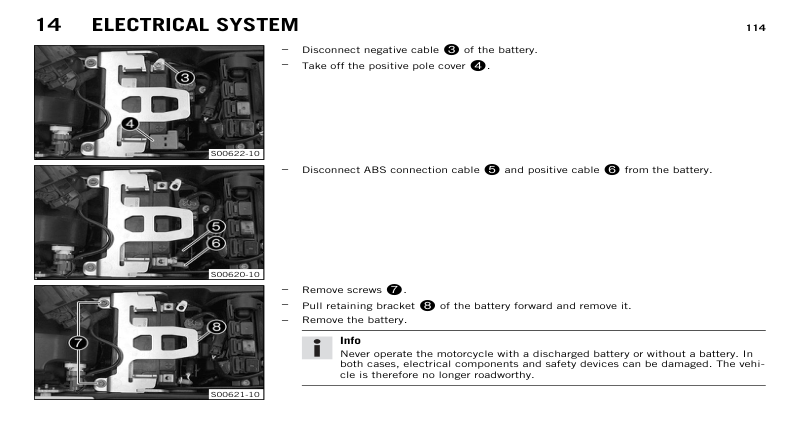 14 ELECTRICAL SYSTEM 114
3
4
S00622-10
– Disconnect negative cable 3 of the battery.
– Take off the positive pole cover 4.
5
6
S00620-10
– Disconnect ABS connection cable 5 and positive cable 6 from the battery.
7
8
S00621-10
– Remove screws 7.
– Pull retaining bracket 8 of the battery forward and remove it.
– Remove the battery.
i
Info
Never operate the motorcycle with a discharged battery or without a battery. In
both cases, electrical components and safety devices can be damaged. The vehi-
cle is therefore no longer roadworthy.